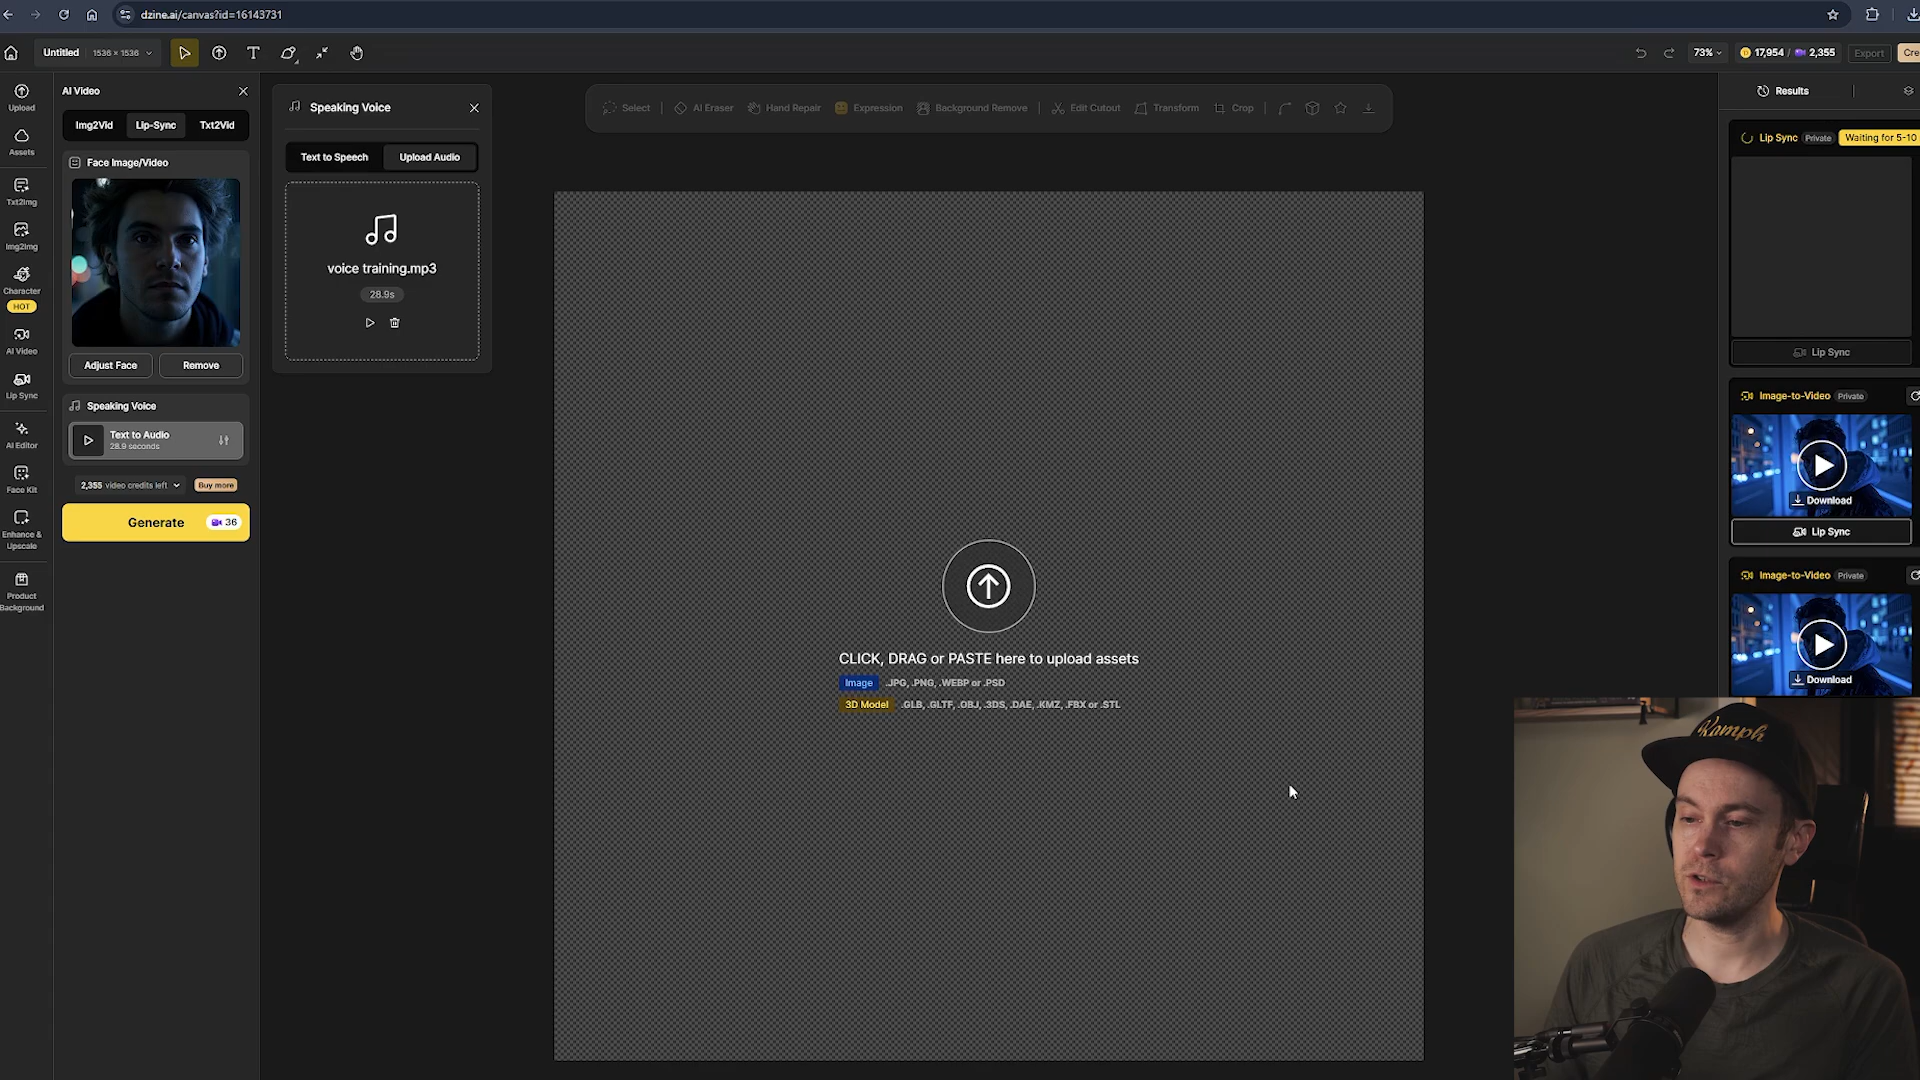 dzine.ai/canvas?id=16143731
Untitled 1536 × 1536
73% 17,954 / 2,355 Export Cre
Upload
Assets
Txt2Img
Img2Img
Character
HOT
AI Video
Lip Sync
AI Editor
Face Kit
Enhance &
Upscale
Product
Background
AI Video
Img2Vid Lip-Sync Txt2Vid
Face Image/Video
Adjust Face Remove
Speaking Voice
Text to Audio
28.9 seconds
2,355 video credits left Buy more
Generate 36
Speaking Voice
Text to Speech Upload Audio
voice training.mp3
28.9s
Select AI Eraser Hand Repair Expression Background Remove Edit Cutout Transform Crop
CLICK, DRAG or PASTE here to upload assets
Image .JPG, .PNG, .WEBP or .PSD
3D Model .GLB, .GLTF, .OBJ, .3DS, .DAE, .KMZ, .FBX or .STL
Results
Lip Sync Private Waiting for 5-10
Lip Sync
Image-to-Video Private
Download
Lip Sync
Image-to-Video Private
Download
Kamph